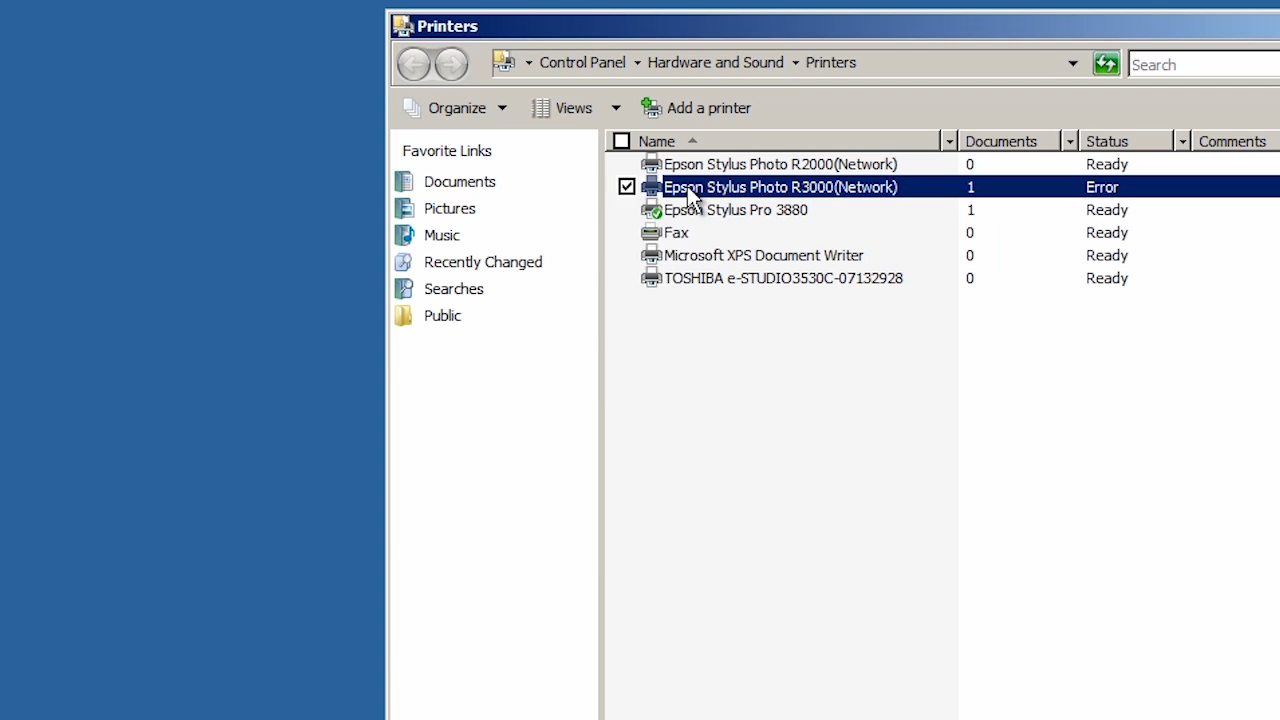 Printers
Control Panel Hardware and Sound Printers
Search
Organize Views Add a printer
Favorite Links
Documents
Pictures
Music
Recently Changed
Searches
Public
Name Documents Status Comments
Epson Stylus Photo R2000(Network) 0 Ready
Epson Stylus Photo R3000(Network) 1 Error
Epson Stylus Pro 3880 1 Ready
Fax 0 Ready
Microsoft XPS Document Writer 0 Ready
TOSHIBA e-STUDIO3530C-07132928 0 Ready